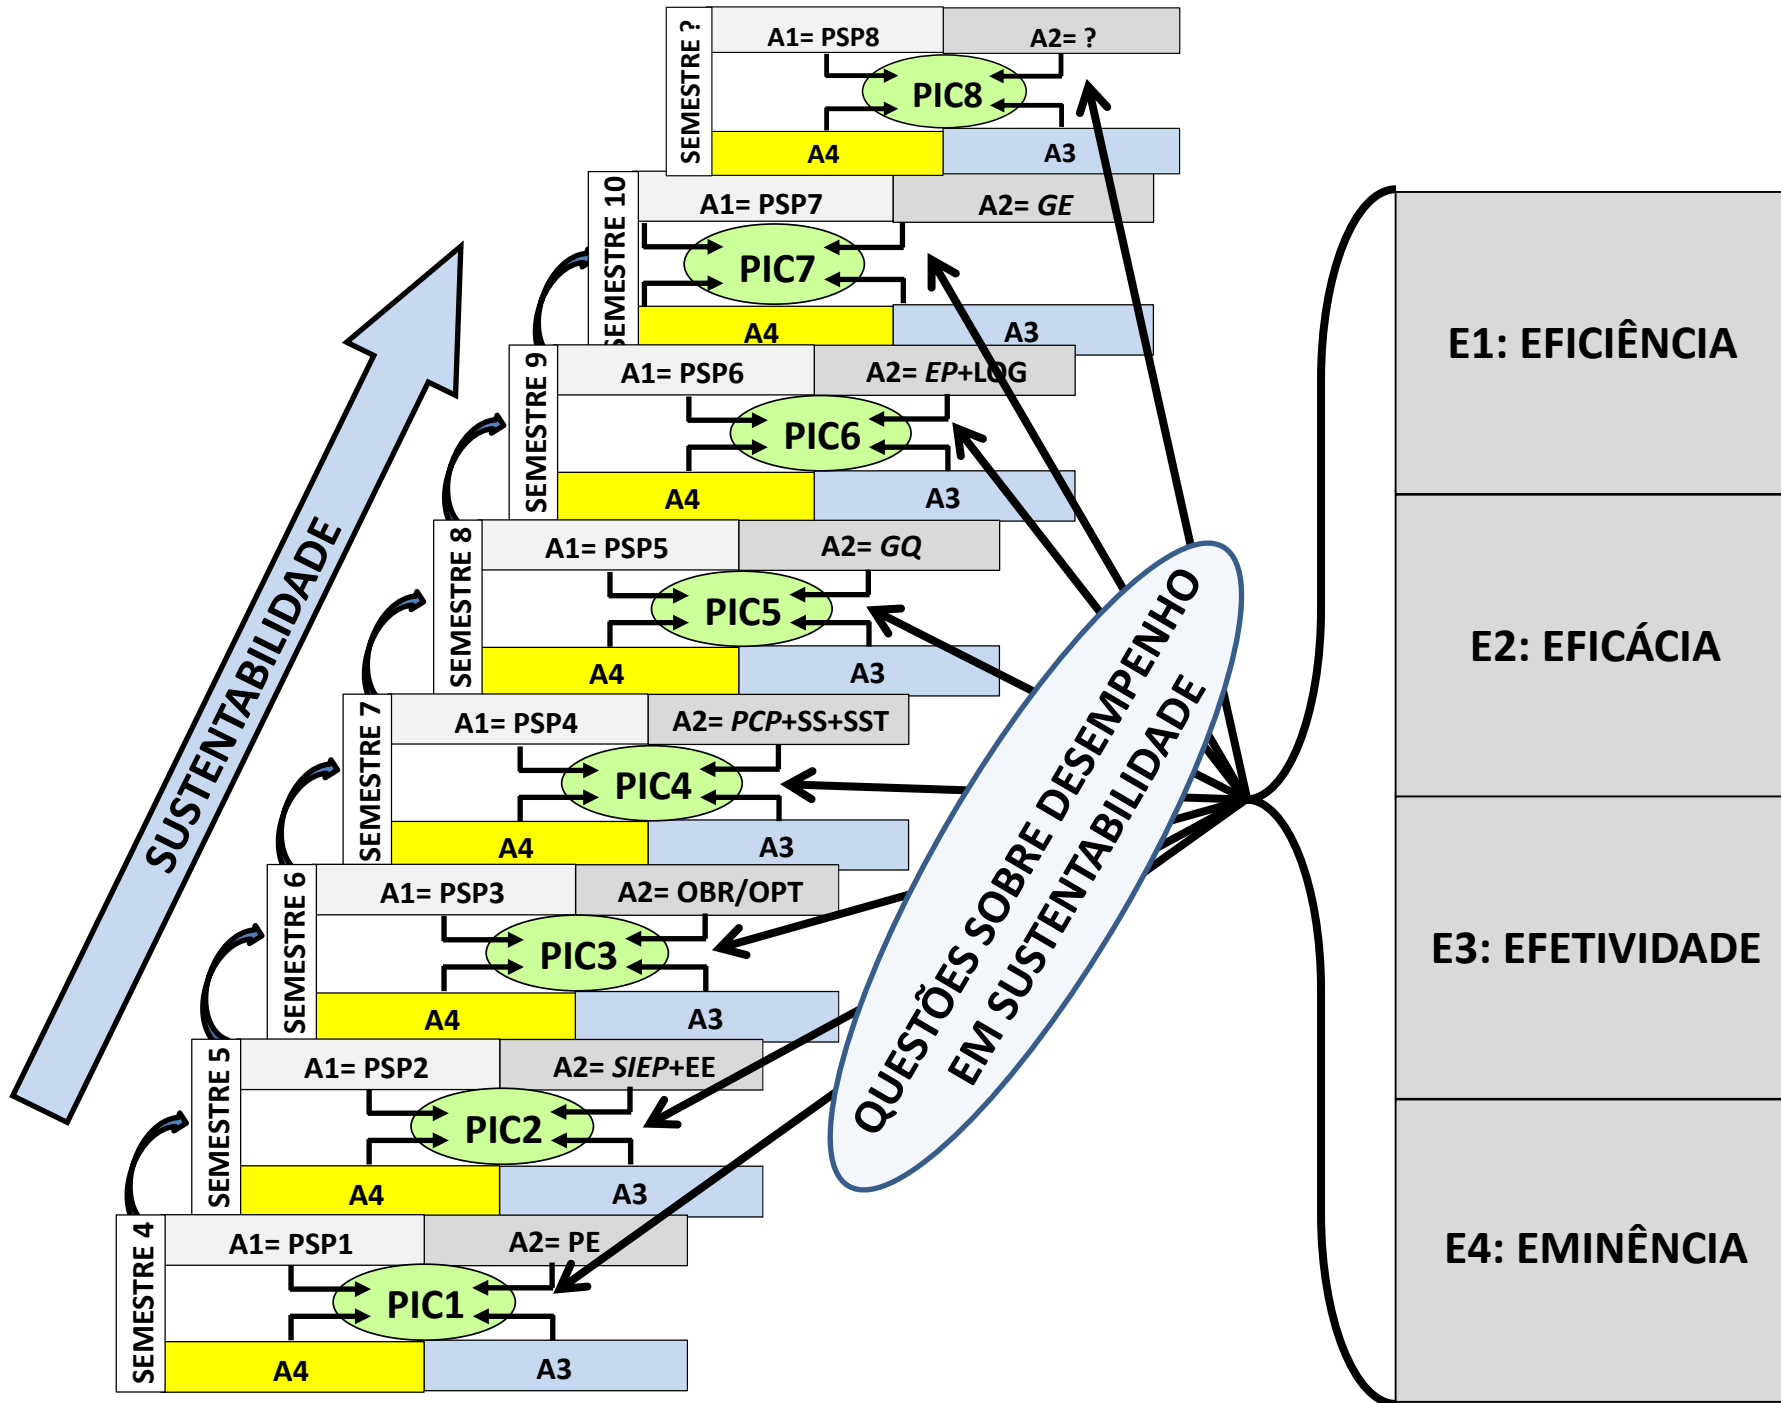 SEMESTRE ?
A1= PSP8
A2= ?
PIC8
A4
A3
SEMESTRE 10
A1= PSP7
A2= GE
PIC7
A4
A3
SEMESTRE 9
A1= PSP6
A2= EP+LOG
PIC6
A4
A3
SEMESTRE 8
A1= PSP5
A2= GQ
PIC5
A4
A3
SEMESTRE 7
A1= PSP4
A2= PCP+SS+SST
PIC4
A4
A3
SEMESTRE 6
A1= PSP3
A2= OBR/OPT
PIC3
A4
A3
SEMESTRE 5
A1= PSP2
A2= SIEP+EE
PIC2
A4
A3
SEMESTRE 4
A1= PSP1
A2= PE
PIC1
A4
A3
SUSTENTABILIDADE
QUESTÕES SOBRE DESEMPENHO
EM SUSTENTABILIDADE
E1: EFICIÊNCIA
E2: EFICÁCIA
E3: EFETIVIDADE
E4: EMINÊNCIA